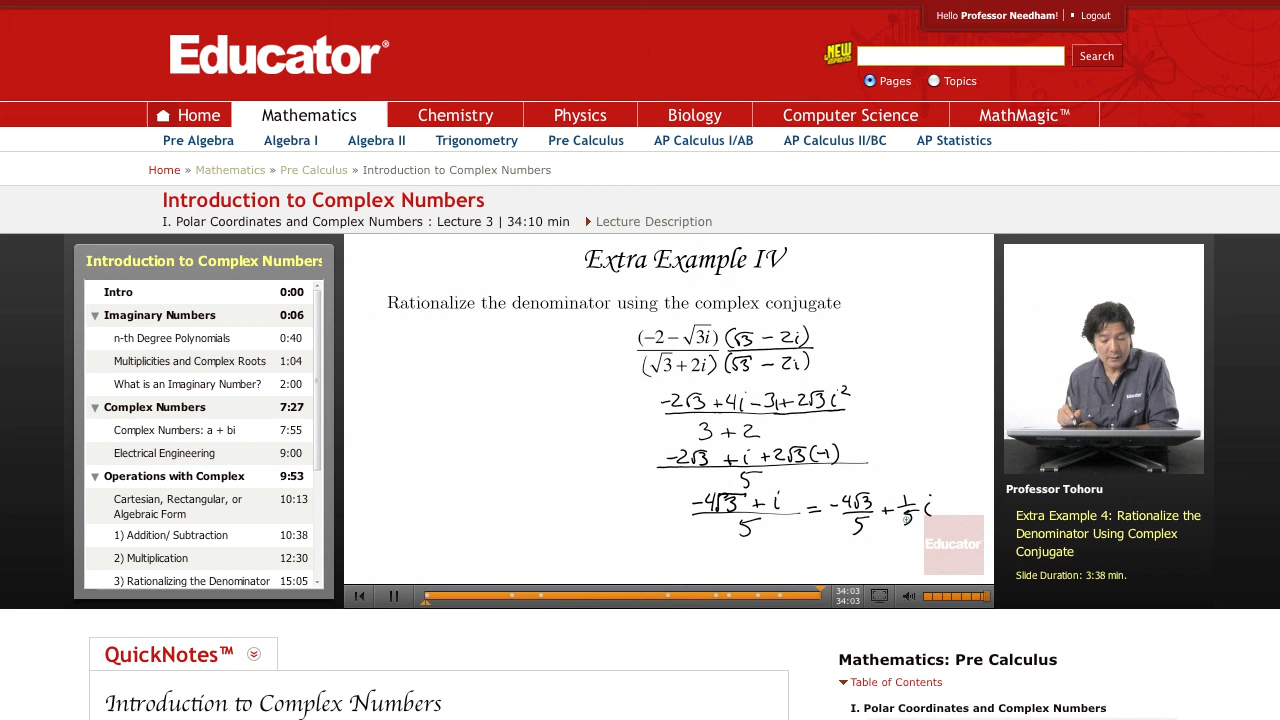 Hello Professor Needham! Logout
Educator®
NEW
Search
Pages Topics
Home Mathematics Chemistry Physics Biology Computer Science MathMagic™
Pre Algebra Algebra I Algebra II Trigonometry Pre Calculus AP Calculus I/AB AP Calculus II/BC AP Statistics
Home » Mathematics » Pre Calculus » Introduction to Complex Numbers
Introduction to Complex Numbers
I. Polar Coordinates and Complex Numbers : Lecture 3 | 34:10 min Lecture Description
Introduction to Complex Numbers
Intro 0:00
Imaginary Numbers 0:06
n-th Degree Polynomials 0:40
Multiplicities and Complex Roots 1:04
What is an Imaginary Number? 2:00
Complex Numbers 7:27
Complex Numbers: a + bi 7:55
Electrical Engineering 9:00
Operations with Complex 9:53
Cartesian, Rectangular, or 10:13
Algebraic Form
1) Addition/ Subtraction 10:38
2) Multiplication 12:30
3) Rationalizing the Denominator 15:05
Extra Example IV
Rationalize the denominator using the complex conjugate
(-2 - √3i) (√3 - 2i)
(√3 + 2i) (√3 - 2i)
-2√3 + 4i - 3i + 2√3 i²
3 + 2
-2√3 + i + 2√3(-1)
5
-4√3 + i = -4√3 + 1 i
5 5 5
Educator
34:03
34:03
Professor Tohoru
Extra Example 4: Rationalize the
Denominator Using Complex
Conjugate
Slide Duration: 3:38 min.
QuickNotes™
Introduction to Complex Numbers
Mathematics: Pre Calculus
Table of Contents
I. Polar Coordinates and Complex Numbers